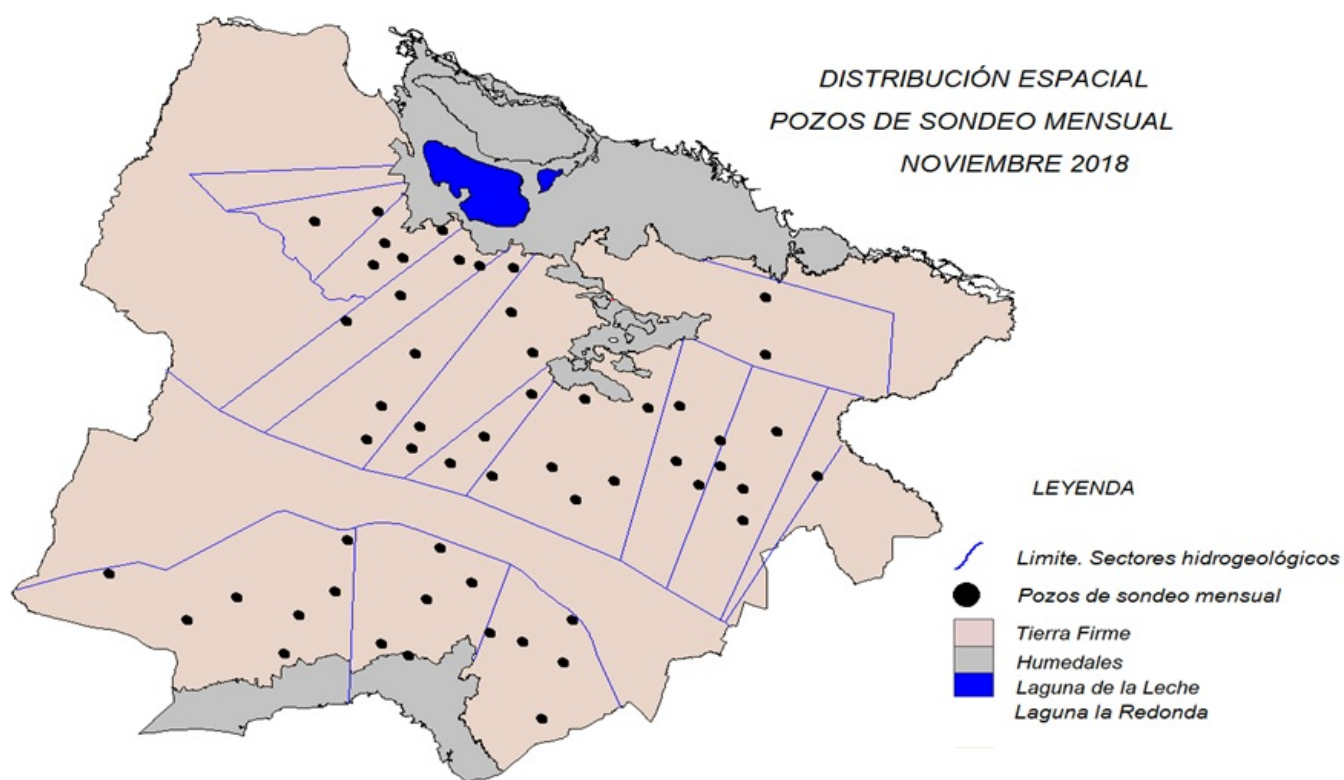 DISTRIBUCIÓN ESPACIAL
POZOS DE SONDEO MENSUAL
NOVIEMBRE 2018
LEYENDA
Limite. Sectores hidrogeológicos
Pozos de sondeo mensual
Tierra Firme
Humedales
Laguna de la Leche
Laguna la Redonda